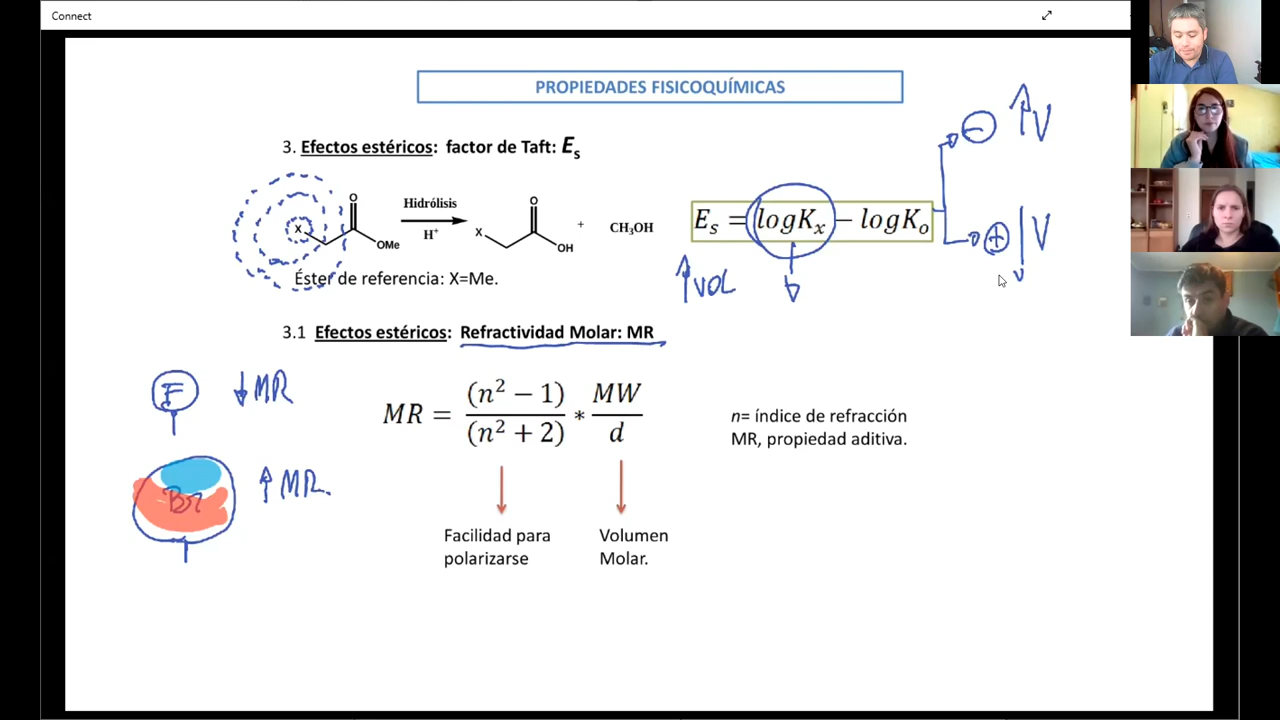 Connect
PROPIEDADES FISICOQUÍMICAS
3. Efectos estéricos: factor de Taft: Es
X
O
OMe
Hidrólisis
H+
X
O
OH
+
CH3OH
Es = logKx − logKo
− ↑V
+ ↓V
↑VOL
Éster de referencia: X=Me.
3.1 Efectos estéricos: Refractividad Molar: MR
F ↓MR
MR = (n² − 1)/(n² + 2) * MW/d
n= índice de refracción
MR, propiedad aditiva.
Br ↑MR.
Facilidad para
polarizarse
Volumen
Molar.